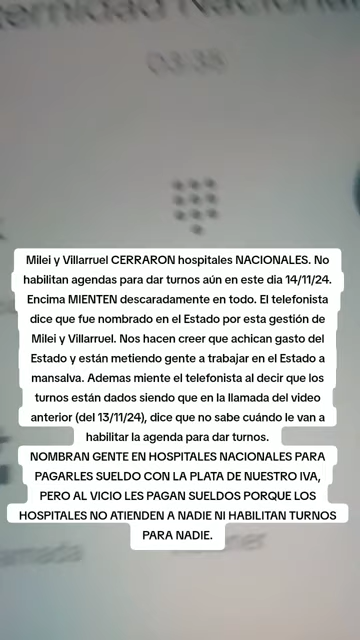 Nacional
03:35
Milei y Villarruel CERRARON hospitales NACIONALES. No
habilitan agendas para dar turnos aún en este dia 14/11/24.
Encima MIENTEN descaradamente en todo. El telefonista
dice que fue nombrado en el Estado por esta gestión de
Milei y Villarruel. Nos hacen creer que achican gasto del
Estado y están metiendo gente a trabajar en el Estado a
mansalva. Ademas miente el telefonista al decir que los
turnos están dados siendo que en la llamada del video
anterior (del 13/11/24), dice que no sabe cuándo le van a
habilitar la agenda para dar turnos.
NOMBRAN GENTE EN HOSPITALES NACIONALES PARA
PAGARLES SUELDO CON LA PLATA DE NUESTRO IVA,
PERO AL VICIO LES PAGAN SUELDOS PORQUE LOS
HOSPITALES NO ATIENDEN A NADIE NI HABILITAN TURNOS
PARA NADIE.